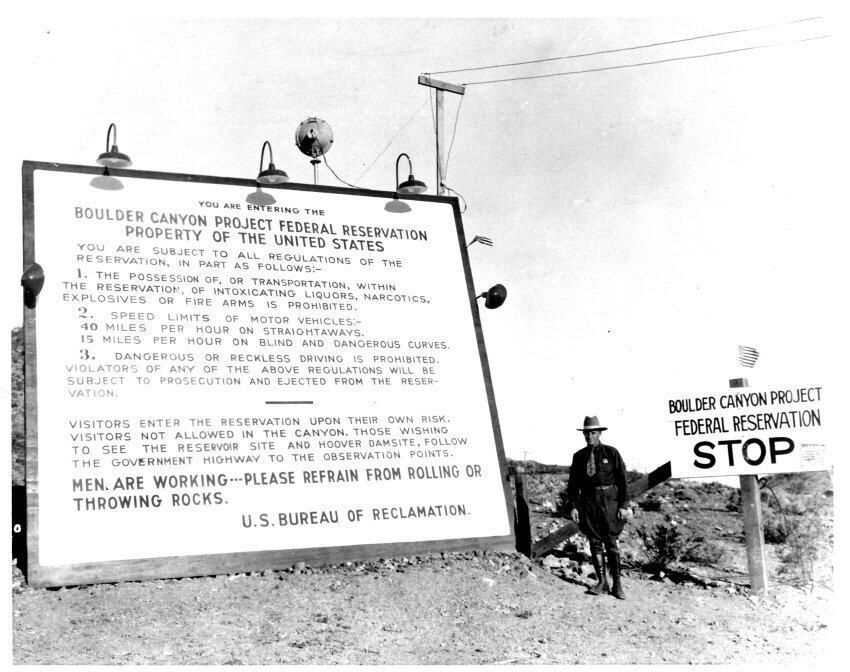 YOU ARE ENTERING THE
BOULDER CANYON PROJECT FEDERAL RESERVATION
PROPERTY OF THE UNITED STATES
YOU ARE SUBJECT TO ALL REGULATIONS OF THE
RESERVATION, IN PART AS FOLLOWS:-
1. THE POSSESSION OF, OR TRANSPORTATION, WITHIN
THE RESERVATION, OF INTOXICATING LIQUORS, NARCOTICS,
EXPLOSIVES OR FIRE ARMS IS PROHIBITED.
2. SPEED LIMITS OF MOTOR VEHICLES:-
40 MILES PER HOUR ON STRAIGHTAWAYS.
15 MILES PER HOUR ON BLIND AND DANGEROUS CURVES.
3. DANGEROUS OR RECKLESS DRIVING IS PROHIBITED.
VIOLATORS OF ANY OF THE ABOVE REGULATIONS WILL BE
SUBJECT TO PROSECUTION AND EJECTED FROM THE RESER-
VATION.
VISITORS ENTER THE RESERVATION UPON THEIR OWN RISK.
VISITORS NOT ALLOWED IN THE CANYON. THOSE WISHING
TO SEE THE RESERVOIR SITE AND HOOVER DAMSITE, FOLLOW
THE GOVERNMENT HIGHWAY TO THE OBSERVATION POINTS.
MEN. ARE WORKING---PLEASE REFRAIN FROM ROLLING OR
THROWING ROCKS.
U.S. BUREAU OF RECLAMATION.
BOULDER CANYON PROJECT
FEDERAL RESERVATION
STOP